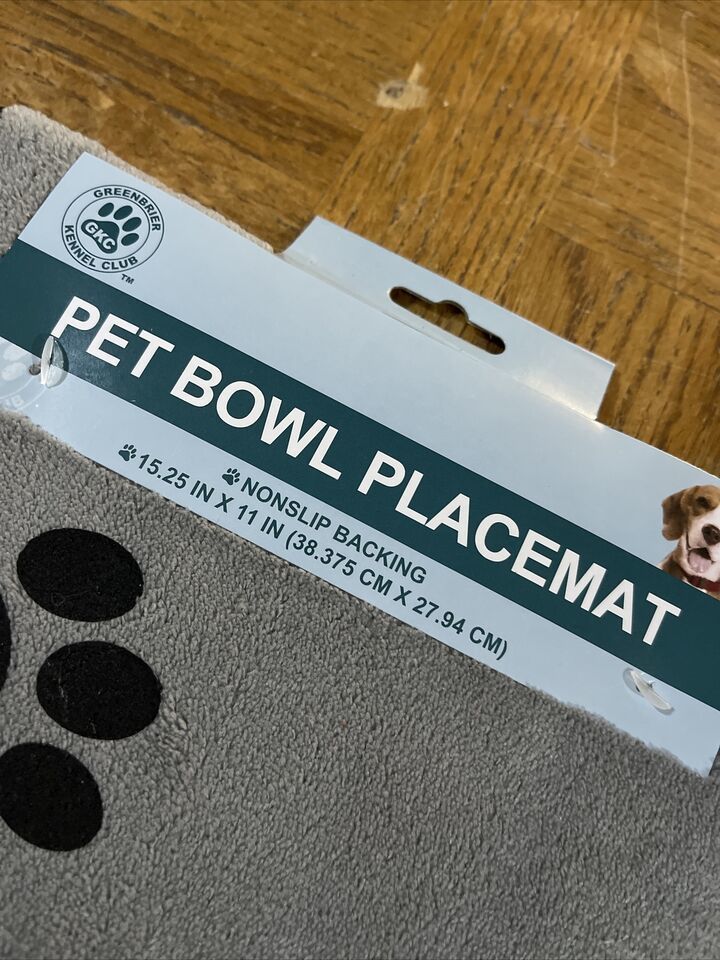 GREENBRIER
GKC
KENNEL CLUB
TM
PET BOWL PLACEMAT
NONSLIP BACKING
15.25 IN X 11 IN (38.375 CM X 27.94 CM)